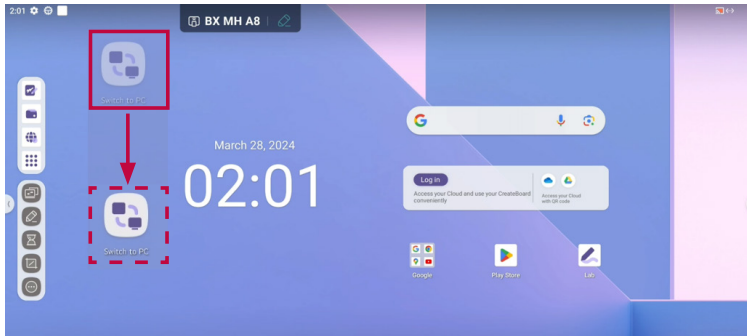 2:01
BX MH A8
Switch to PC
March 28, 2024
02:01
Switch to PC
Log in
Access your Cloud and use your CreateBoard
conveniently
Access your Cloud
with QR code
Google
Play Store
Lab